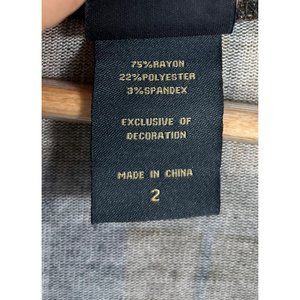 75%RAYON
22%POLYESTER
3%SPANDEX
EXCLUSIVE OF
DECORATION
MADE IN CHINA
2